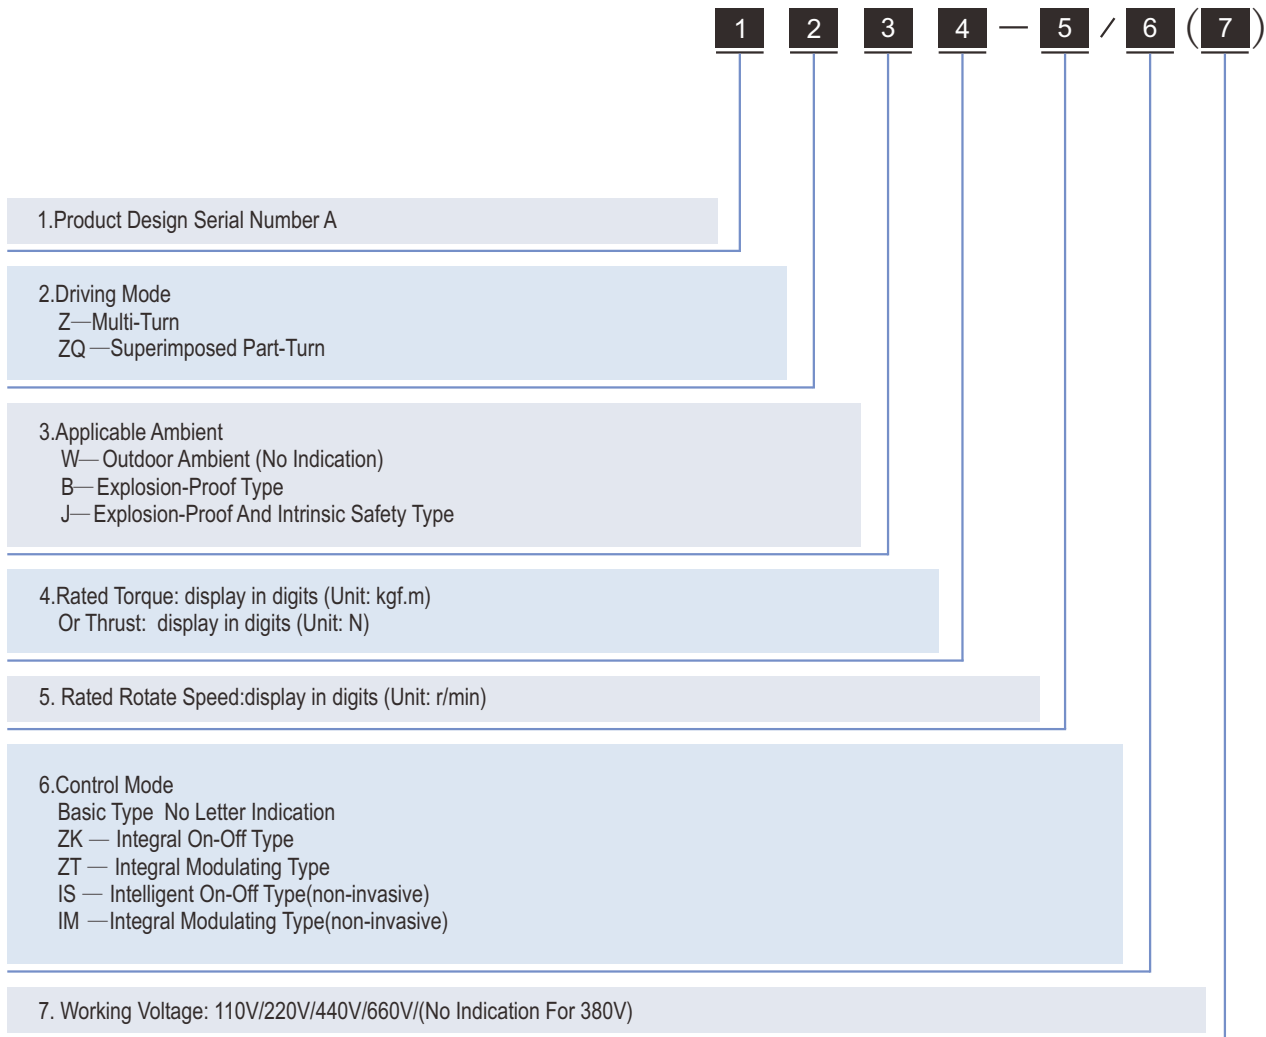 1 2 3 4 — 5 / 6 (7)
1.Product Design Serial Number A
2.Driving Mode
Z—Multi-Turn
ZQ—Superimposed Part-Turn
3.Applicable Ambient
W—Outdoor Ambient (No Indication)
B—Explosion-Proof Type
J—Explosion-Proof And Intrinsic Safety Type
4.Rated Torque: display in digits (Unit: kgf.m)
Or Thrust: display in digits (Unit: N)
5. Rated Rotate Speed:display in digits (Unit: r/min)
6.Control Mode
Basic Type No Letter Indication
ZK — Integral On-Off Type
ZT — Integral Modulating Type
IS — Intelligent On-Off Type(non-invasive)
IM —Integral Modulating Type(non-invasive)
7. Working Voltage: 110V/220V/440V/660V/(No Indication For 380V)